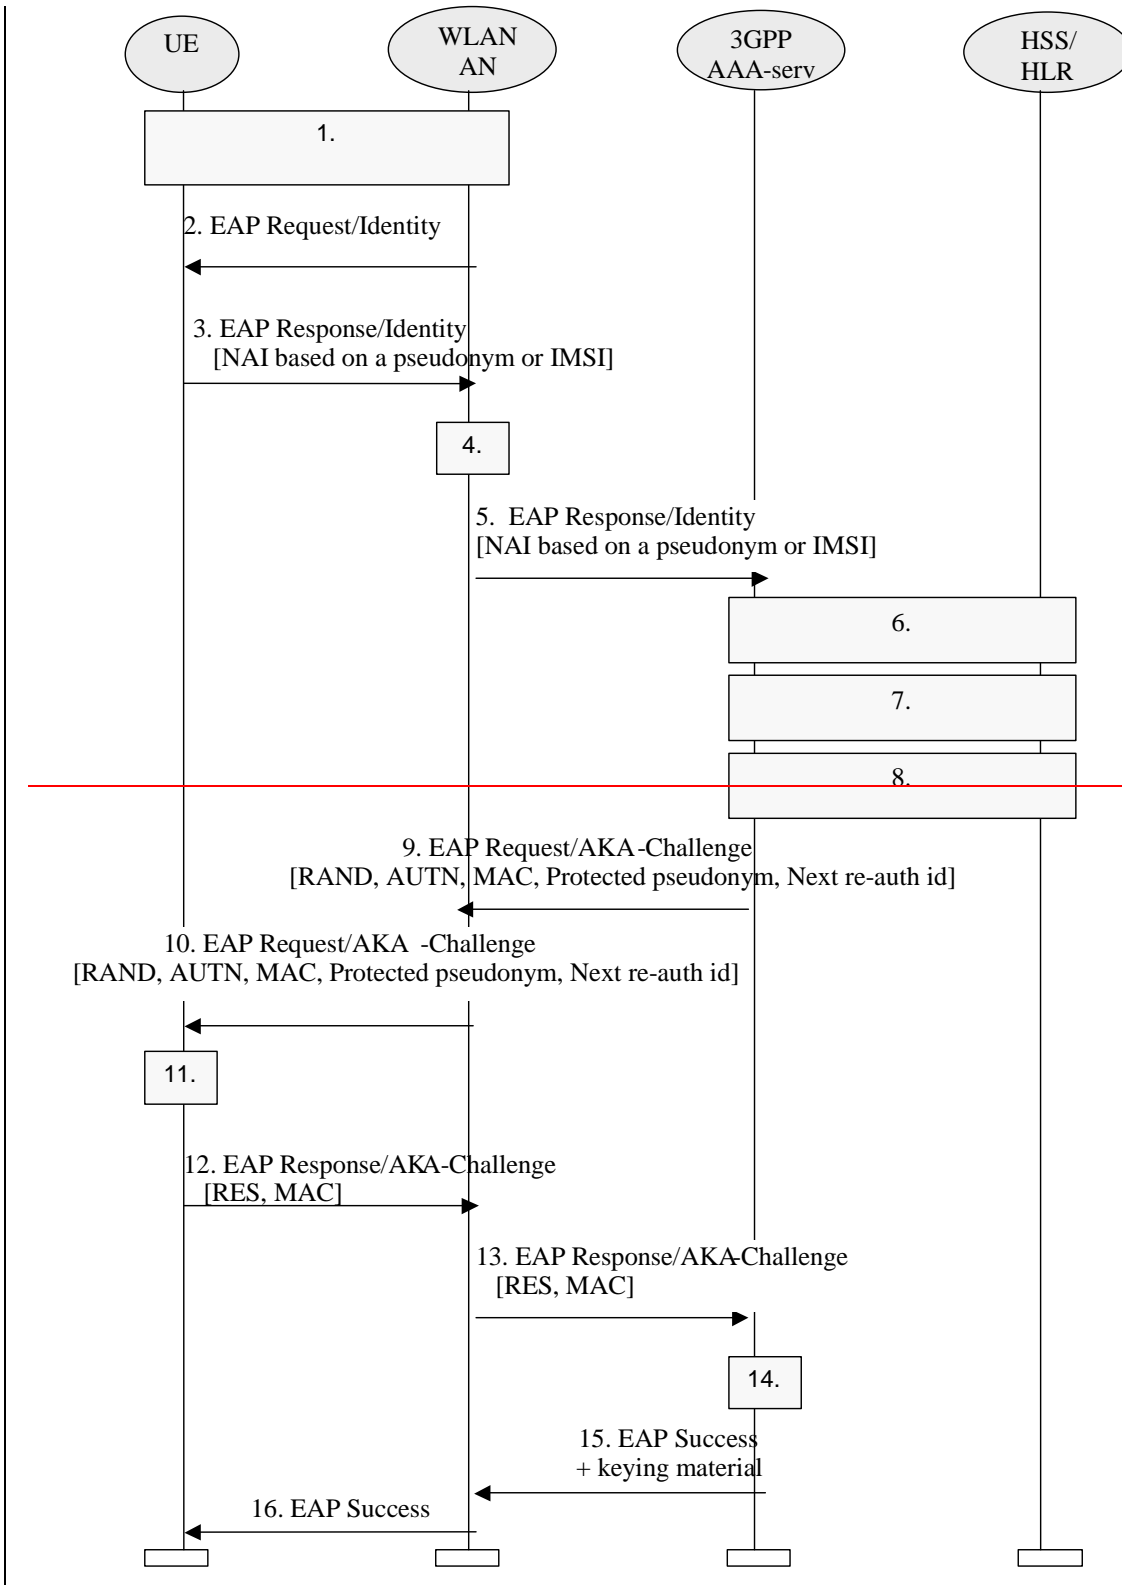 UE
WLAN
AN
3GPP
AAA-serv
HSS/
HLR
1.
2. EAP Request/Identity
3. EAP Response/Identity
[NAI based on a pseudonym or IMSI]
4.
5. EAP Response/Identity
[NAI based on a pseudonym or IMSI]
6.
7.
8.
9. EAP Request/AKA-Challenge
[RAND, AUTN, MAC, Protected pseudonym, Next re-auth id]
10. EAP Request/AKA -Challenge
[RAND, AUTN, MAC, Protected pseudonym, Next re-auth id]
11.
12. EAP Response/AKA-Challenge
[RES, MAC]
13. EAP Response/AKA-Challenge
[RES, MAC]
14.
15. EAP Success
+ keying material
16. EAP Success